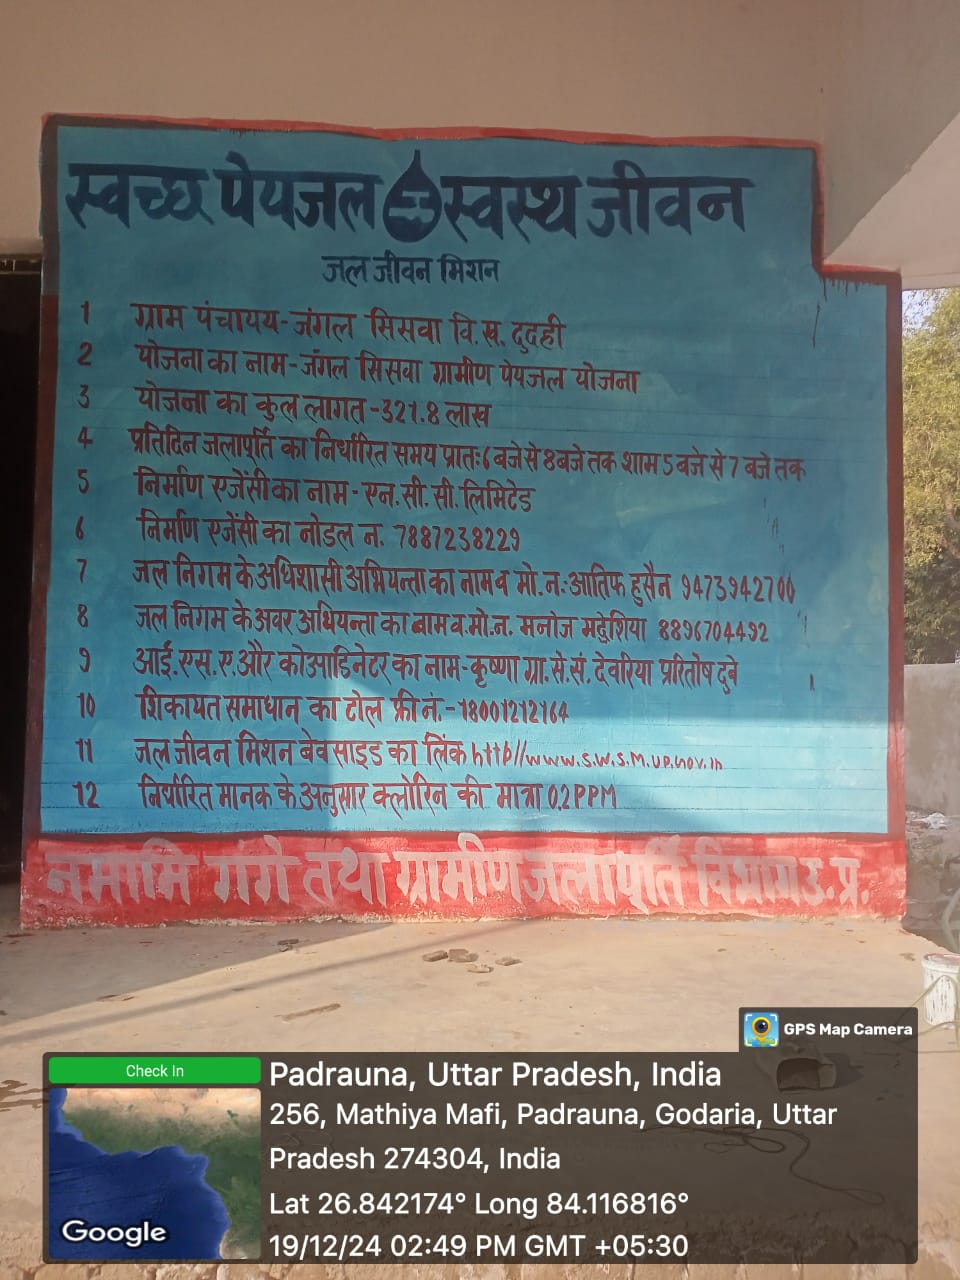 स्वच्छ पेयजल स्वस्थ जीवन
जल जीवन मिशन
1 ग्राम पंचायय-जंगल सिसवा वि.ख. दुदही
2 योजना का नाम-जंगल सिसवा ग्रामीण पेयजल योजना
3 योजना का कुल लागत-321.8 लाख
4 प्रतिदिन जलापूर्ति का निर्धारित समय प्रातः6 बजे से 8 बजे तक शाम 5 बजे से 7 बजे तक
5 निर्माण एजेंसी का नाम- एन.सी.सी. लिमिटेड
6 निर्माण एजेंसी का नोडल न. 7887238229
7 जल निगम के अधिशासी अभियन्ता का नाम व मो.न.-आतिफ हुसैन 9473942700
8 जल निगम के अवर अभियन्ता का नाम व.मो.न. मनोज मद्देशिया 8896704492
9 आई.एस.ए.और कोआडिनेटर का नाम-कृष्णा ग्रा.से.सं. देवरिया प्ररितोष दुबे
10 शिकायत समाधान का टोल फ्री नं.-18001212164
11 जल जीवन मिशन बेवसाइड का लिंक http//www.s.w.s.m.up.gov.in
12 निर्धारित मानक के अनुसार क्लोरिन की मात्रा 0.2PPM
नमामि गंगे तथा ग्रामीण जलापूर्ति विभाग उ.प्र.
GPS Map Camera
Check In
Padrauna, Uttar Pradesh, India
256, Mathiya Mafi, Padrauna, Godaria, Uttar
Pradesh 274304, India
Lat 26.842174° Long 84.116816°
19/12/24 02:49 PM GMT +05:30
Google